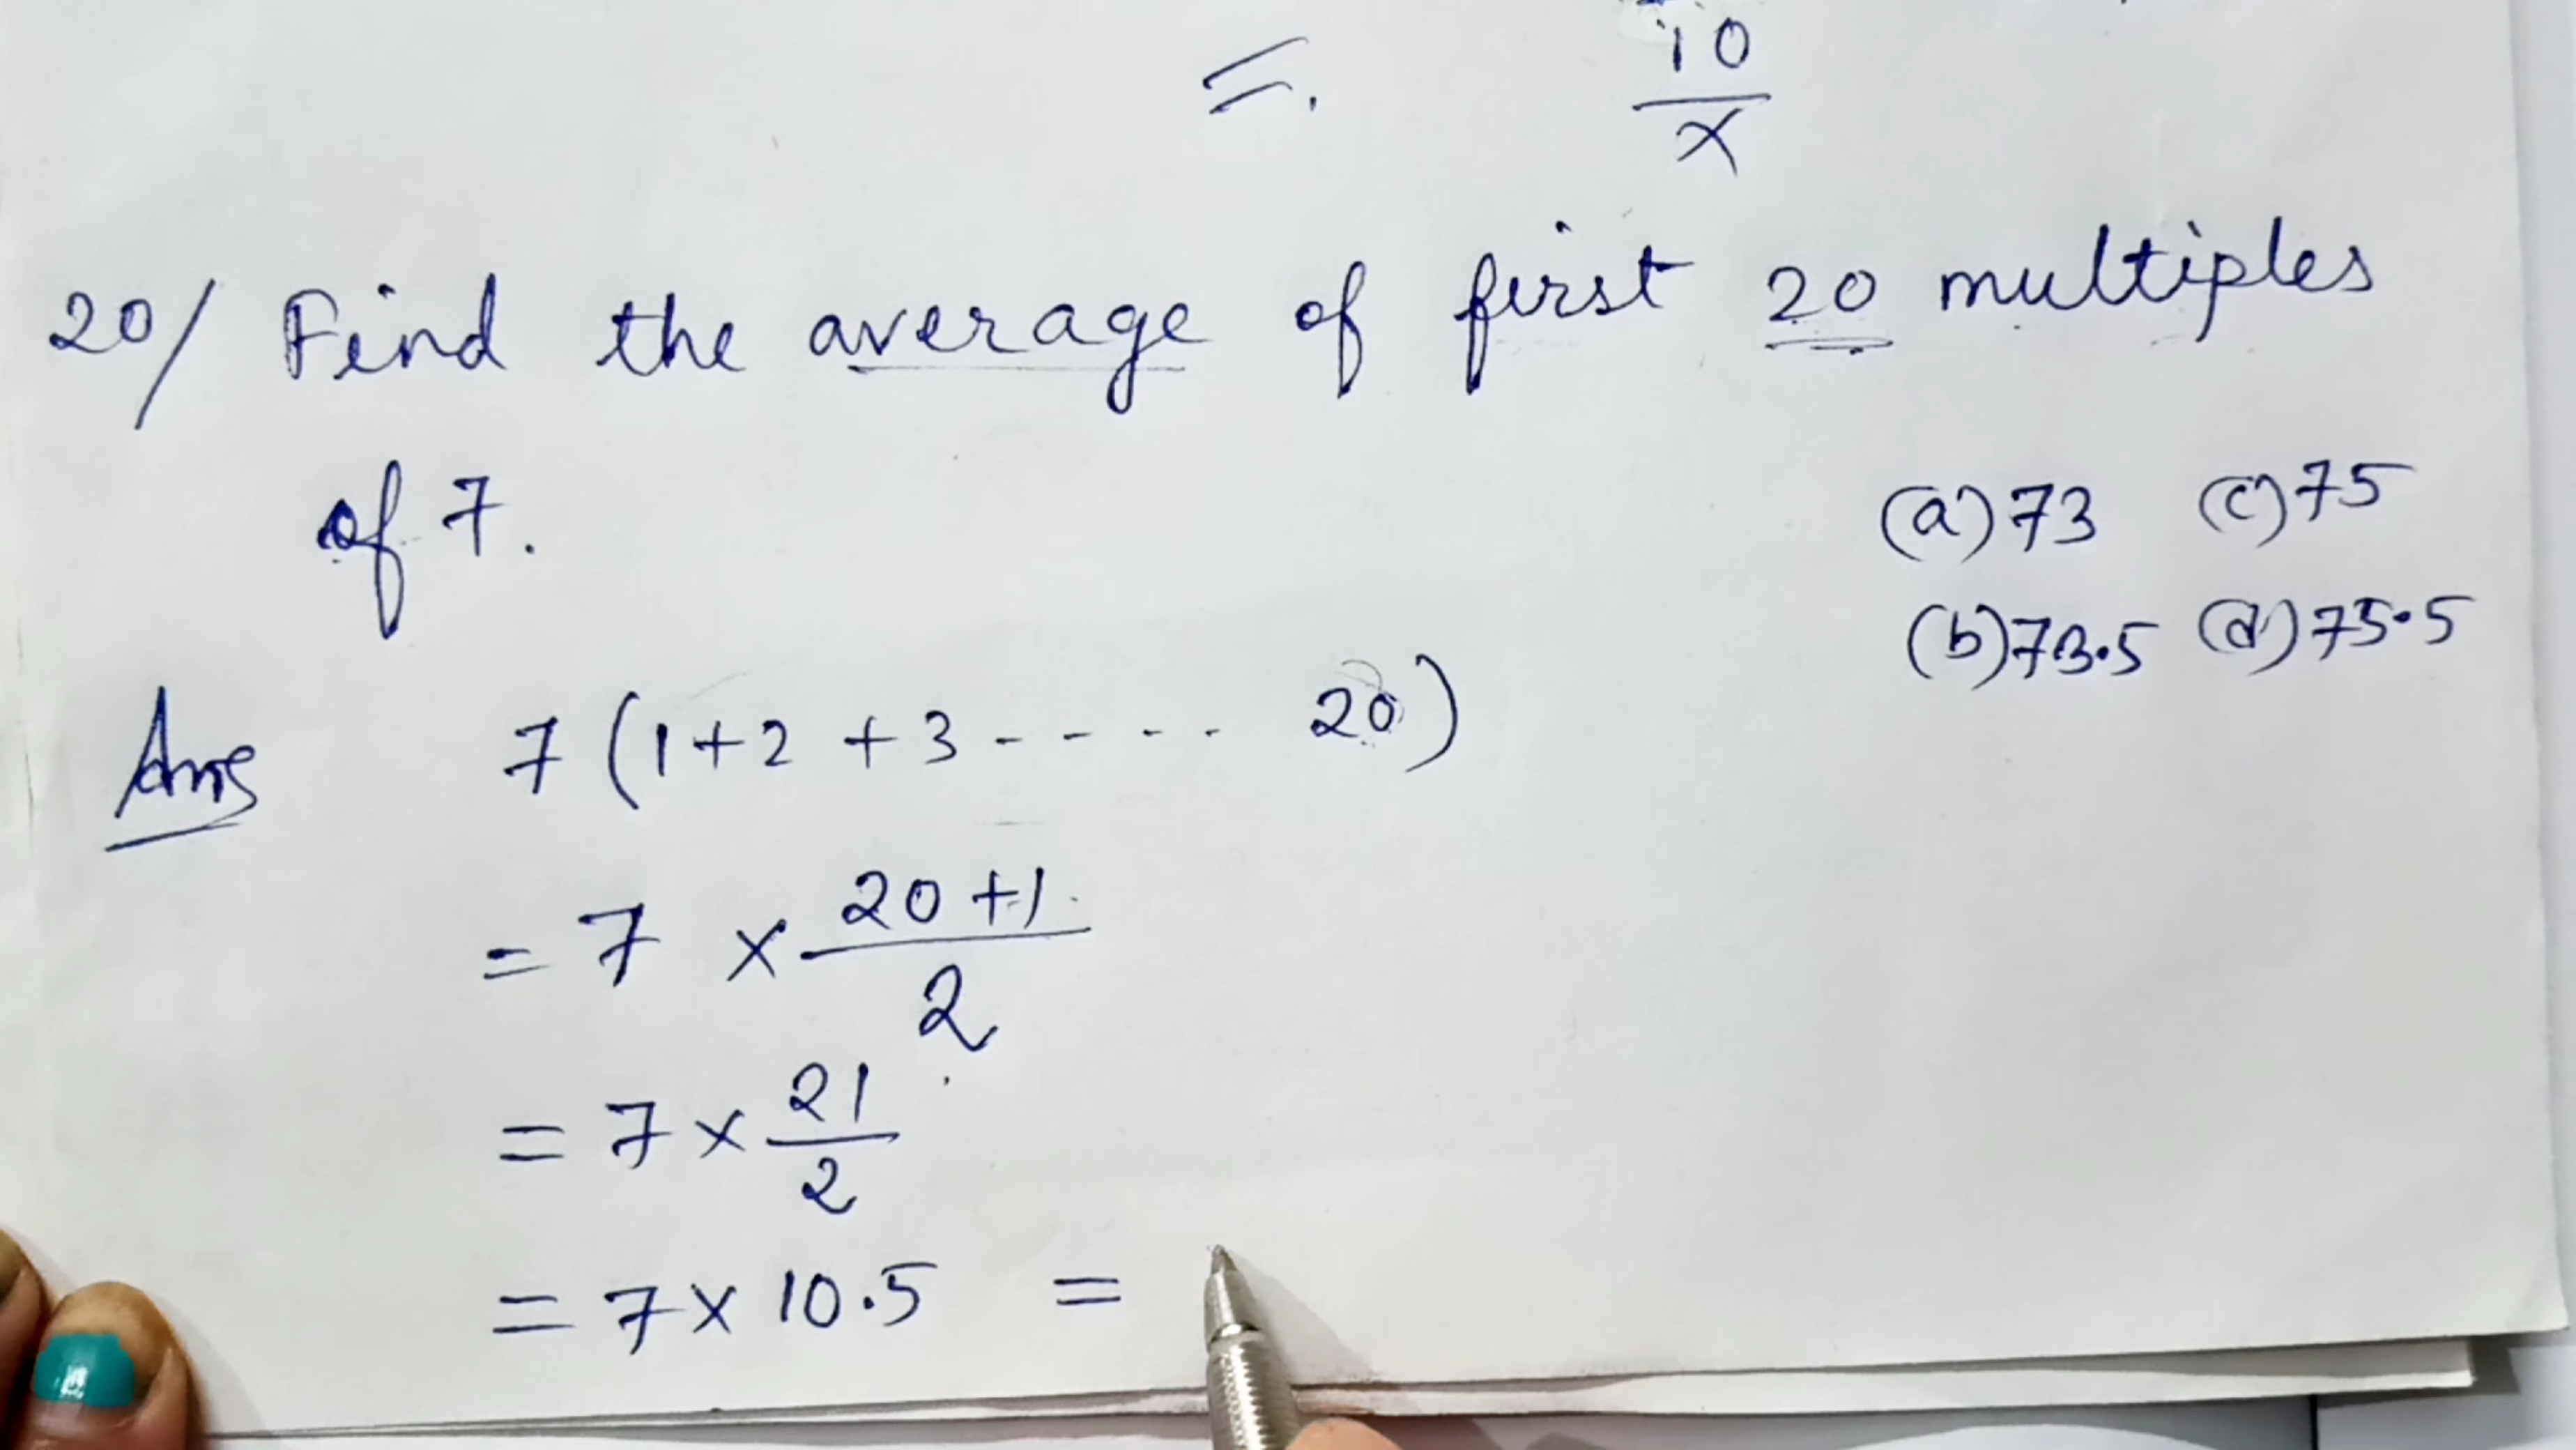 = 10/x
20/ Find the average of first 20 multiples
of 7.
(a) 73 (c) 75
(b) 73.5 (d) 75.5
Ans 7 (1+2+3---- 20)
= 7 × 20+1/2
= 7 × 21/2
= 7 × 10.5 =